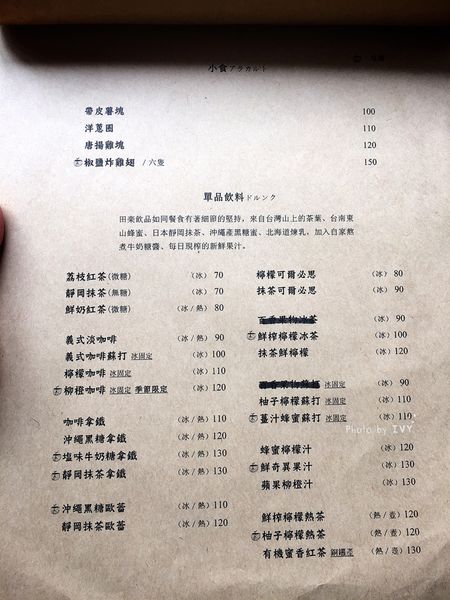 小食アラカルト
帶皮薯塊 100
洋蔥圈 110
唐揚雞塊 120
椒鹽炸雞翅 / 六隻 150
單品飲料ドルンク
田樂飲品如同餐食有著細節的堅持，來自台灣山上的茶葉、台南東
山蜂蜜、日本靜岡抹茶、沖繩產黑糖蜜、北海道煉乳，加入自家熬
煮牛奶糖醬、每日現榨的新鮮果汁。
荔枝紅茶(微糖) (冰) 70
靜岡抹茶(無糖) (冰) 70
鮮奶紅茶(微糖) (冰 / 熱) 80
義式淡咖啡 (冰 / 熱) 90
義式咖啡蘇打 冰固定 (冰) 100
檸檬咖啡 冰固定 (冰) 110
柳橙咖啡 冰固定 季節限定 (冰) 120
咖啡拿鐵 (冰 / 熱) 110
沖繩黑糖拿鐵 (冰 / 熱) 120
塩味牛奶糖拿鐵 (冰 / 熱) 130
靜岡抹茶拿鐵 (冰 / 熱) 130
沖繩黑糖歐蕾 (冰 / 熱) 110
靜岡抹茶歐蕾 (冰 / 熱) 120
檸檬可爾必思 (冰) 80
抹茶可爾必思 (冰) 90
(冰) 90
鮮榨檸檬冰茶 (冰) 100
抹茶鮮檸檬 (冰) 120
冰固定 (冰) 90
柚子檸檬蘇打 冰固定 (冰) 110
薑汁蜂蜜蘇打 冰固定 (冰) 110
Photo by IVY.
蜂蜜檸檬汁 (冰) 120
鮮奇異果汁 (冰) 130
蘋果柳橙汁 (冰) 130
鮮榨檸檬熱茶 (熱 / 壺) 120
柚子檸檬熱茶 (熱 / 壺) 120
有機蜜香紅茶 銅鑼產 (熱 / 壺) 130